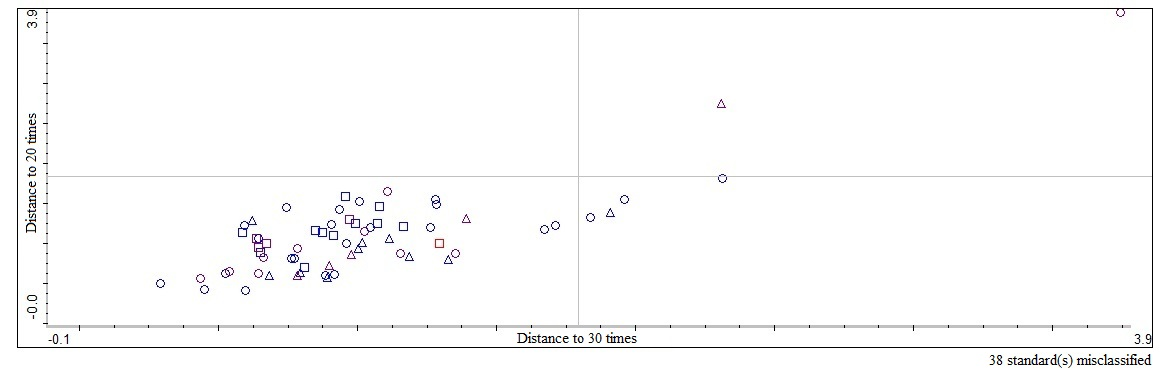 3.9
Distance to 20 times
-0.0
-0.1
Distance to 30 times
3.9
38 standard(s) misclassified